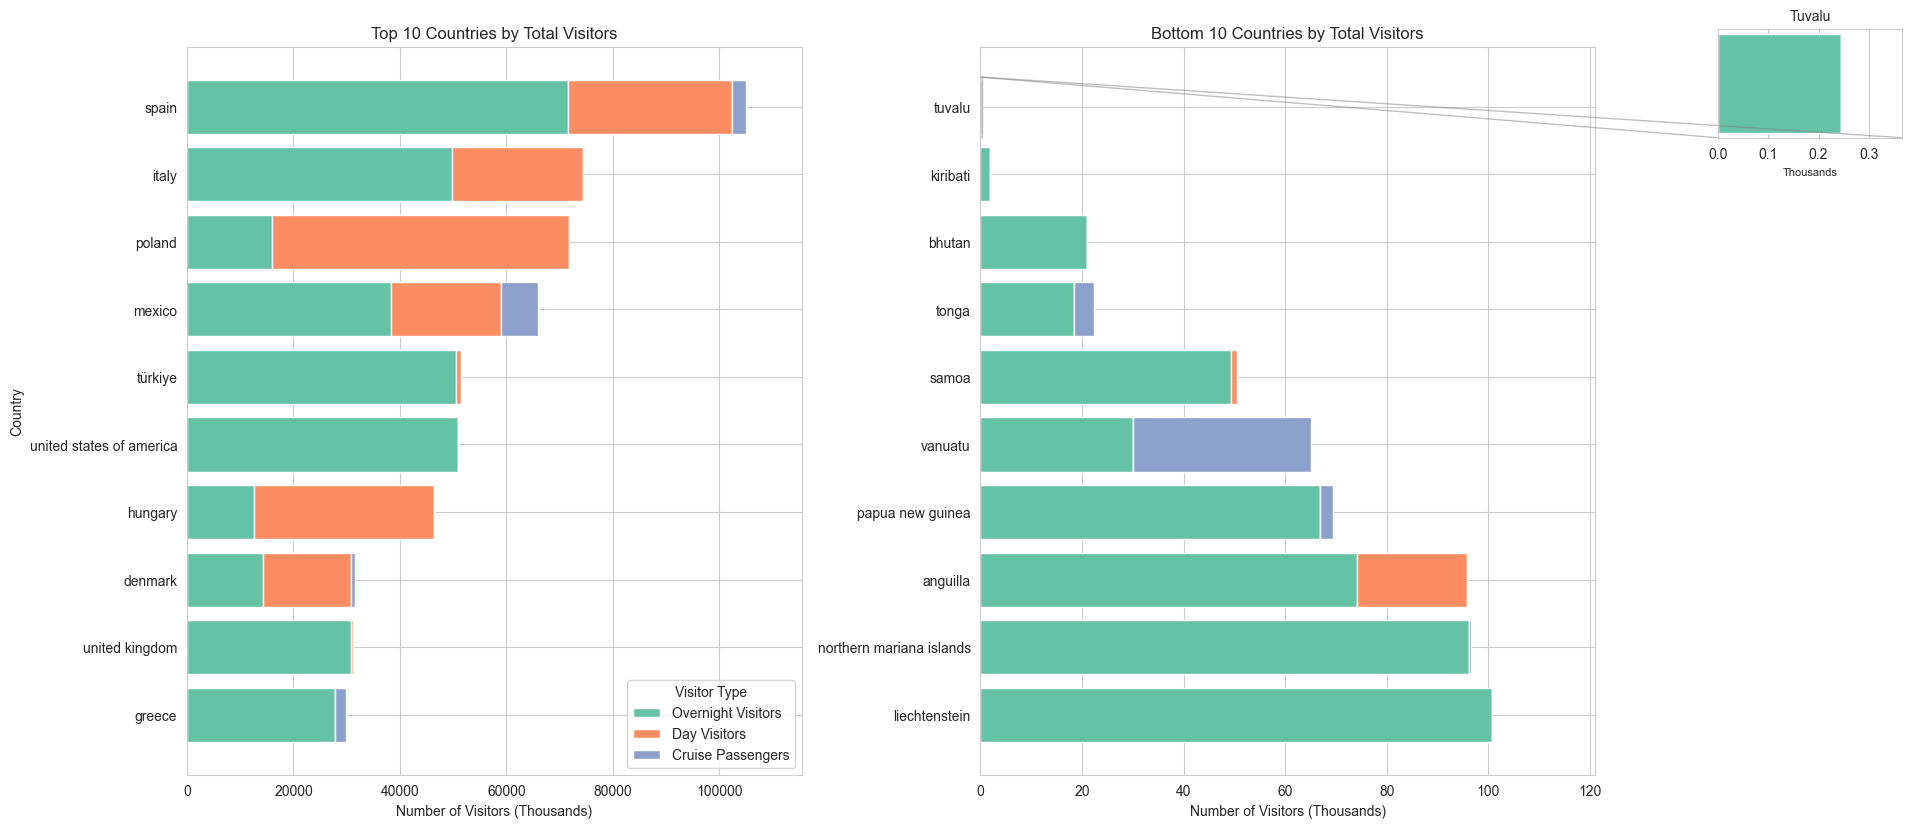 Top 10 Countries by Total Visitors
Country
spain
italy
poland
mexico
türkiye
united states of america
hungary
denmark
united kingdom
greece
0 20000 40000 60000 80000 100000
Number of Visitors (Thousands)
Visitor Type
Overnight Visitors
Day Visitors
Cruise Passengers
Bottom 10 Countries by Total Visitors
tuvalu
kiribati
bhutan
tonga
samoa
vanuatu
papua new guinea
anguilla
northern mariana islands
liechtenstein
0 20 40 60 80 100 120
Number of Visitors (Thousands)
Tuvalu
0.0 0.1 0.2 0.3
Thousands